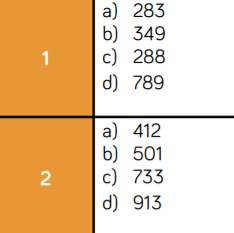 1
a) 283
b) 349
c) 288
d) 789
2
a) 412
b) 501
c) 733
d) 913